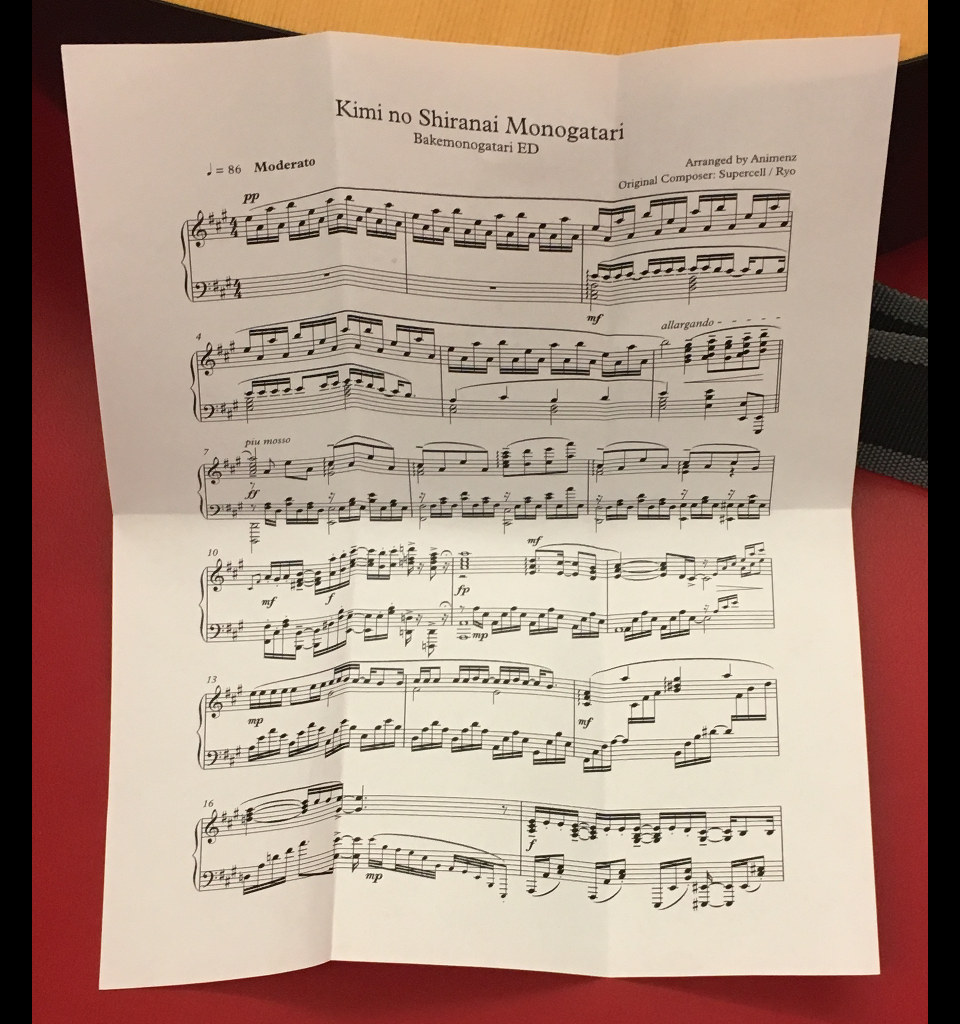 Kimi no Shiranai Monogatari
Bakemonogatari ED
♩= 86 Moderato
Arranged by Animenz
Original Composer: Supercell / Ryo
pp
mf
4
allargando
7
piu mosso
ff
10
mf
f
fp
mf
mp
13
mp
mf
16
mp
f